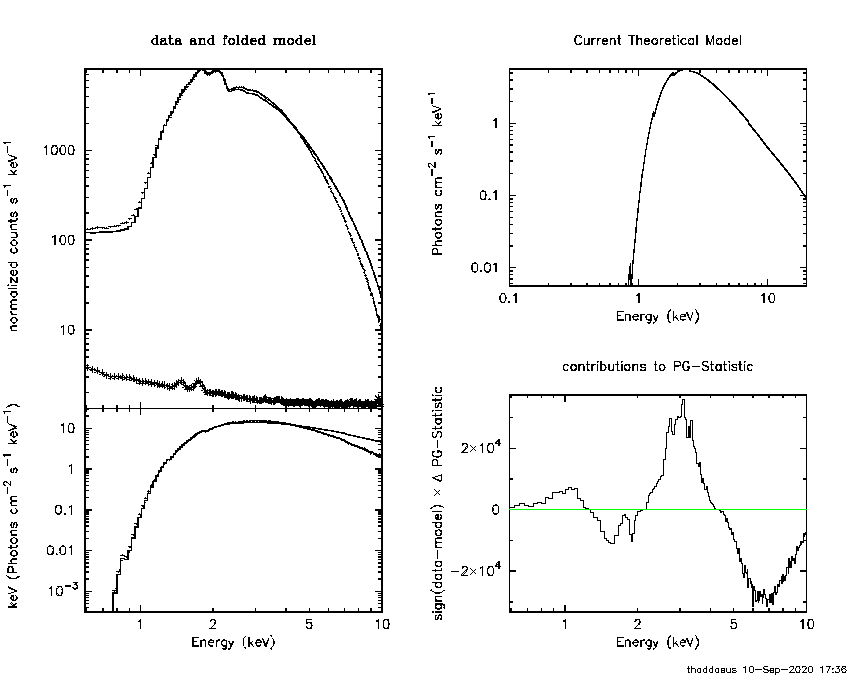 data and folded model
normalized counts s⁻¹ keV⁻¹
1000
100
10
keV (Photons cm⁻² s⁻¹ keV⁻¹)
10
1
0.1
0.01
10⁻³
1
2
5
10
Energy (keV)
Current Theoretical Model
Photons cm⁻² s⁻¹ keV⁻¹
1
0.1
0.01
0.1
1
10
Energy (keV)
contributions to PG-Statistic
sign(data-model) × Δ PG-Statistic
2×10⁴
0
-2×10⁴
1
2
5
10
Energy (keV)
thaddaeus 10-Sep-2020 17:36